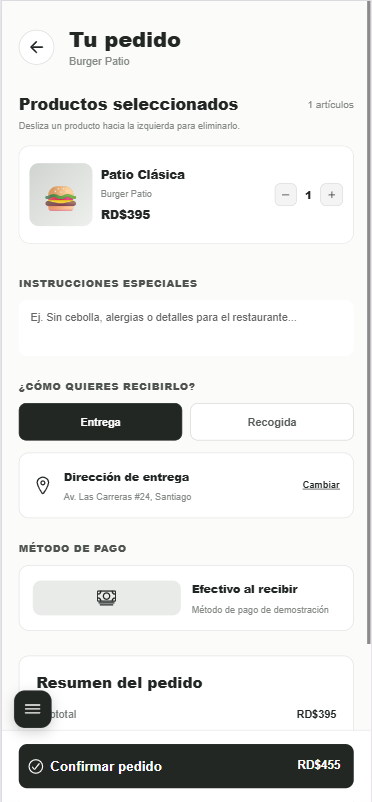 Tu pedido
Burger Patio
Productos seleccionados
1 artículos
Desliza un producto hacia la izquierda para eliminarlo.
Patio Clásica
Burger Patio
RD$395
− 1 +
INSTRUCCIONES ESPECIALES
Ej. Sin cebolla, alergias o detalles para el restaurante...
¿CÓMO QUIERES RECIBIRLO?
Entrega
Recogida
Dirección de entrega
Av. Las Carreras #24, Santiago
Cambiar
MÉTODO DE PAGO
Efectivo al recibir
Método de pago de demostración
Resumen del pedido
RD$395
Confirmar pedido
RD$455